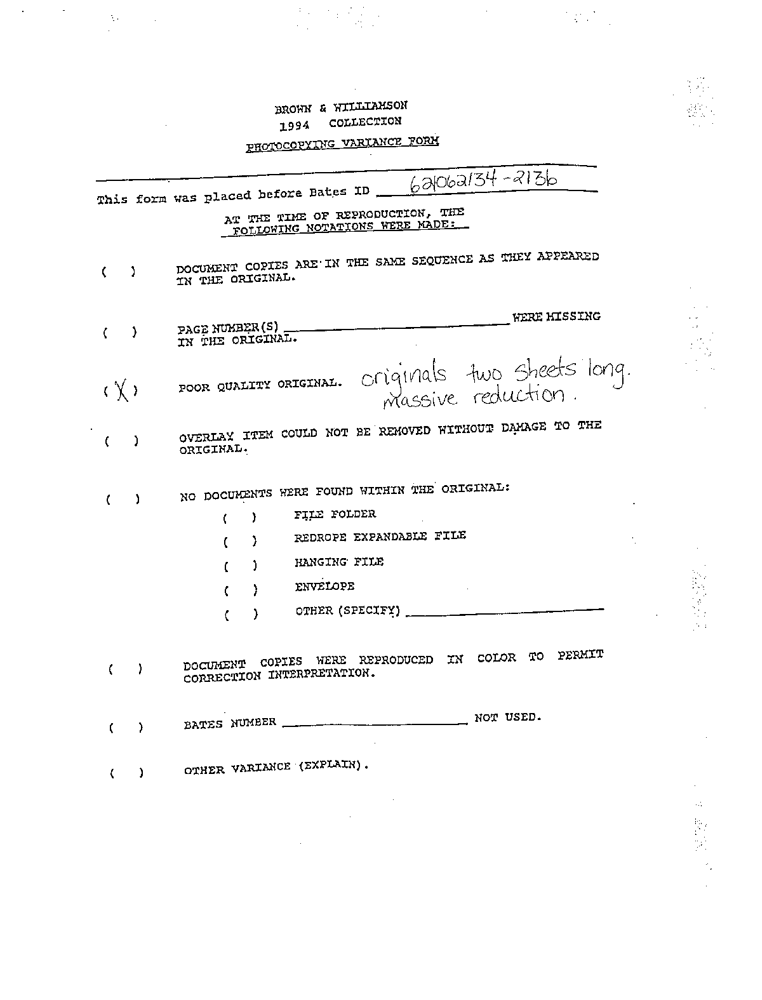 BROWN & WILLIAMSON
1994 COLLECTION
PHOTOCOPYING VARIANCE FORM
This form was placed before Bates ID 621062134-2136
AT THE TIME OF REPRODUCTION, THE
FOLLOWING NOTATIONS WERE MADE:
( ) DOCUMENT COPIES ARE IN THE SAME SEQUENCE AS THEY APPEARED
IN THE ORIGINAL.
( ) PAGE NUMBER(S) ____ WERE MISSING
IN THE ORIGINAL.
(X) POOR QUALITY ORIGINAL. originals two sheets long.
Massive reduction.
( ) OVERLAY ITEM COULD NOT BE REMOVED WITHOUT DAMAGE TO THE
ORIGINAL.
( ) NO DOCUMENTS WERE FOUND WITHIN THE ORIGINAL:
( ) FILE FOLDER
( ) REDROPE EXPANDABLE FILE
( ) HANGING FILE
( ) ENVELOPE
( ) OTHER (SPECIFY) ____
( ) DOCUMENT COPIES WERE REPRODUCED IN COLOR TO PERMIT
CORRECTION INTERPRETATION.
( ) BATES NUMBER ____ NOT USED.
( ) OTHER VARIANCE (EXPLAIN).